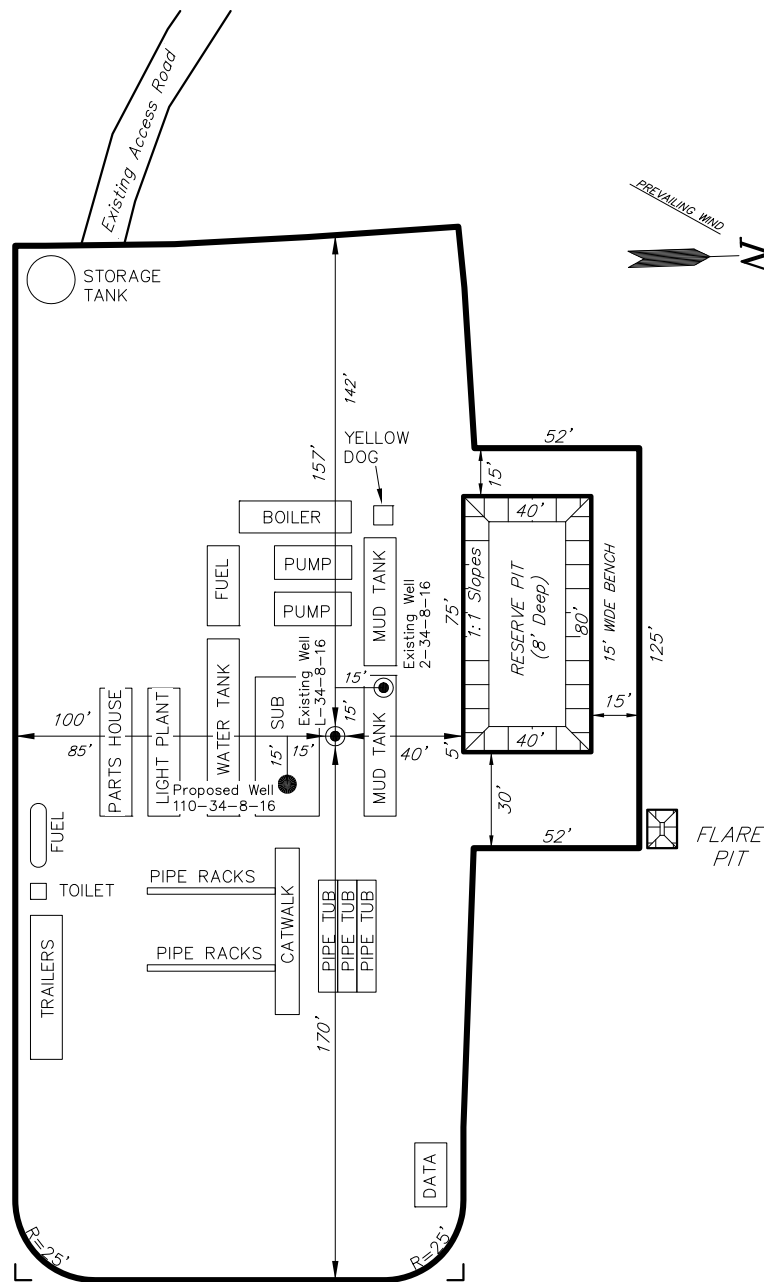 Existing Access Road
PREVAILING WIND
N
STORAGE
TANK
142'
157'
YELLOW
DOG
52'
15'
BOILER
40'
FUEL
PUMP
MUD TANK
PUMP
1:1 Slopes
75'
RESERVE PIT
(8' Deep)
80'
15' WIDE BENCH
125'
Existing Well
2-34-8-16
Existing Well
L-34-8-16
15'
15'
WATER TANK
SUB
100'
85'
PARTS HOUSE
LIGHT PLANT
15'
15'
MUD TANK
40'
5'
40'
15'
Proposed Well
110-34-8-16
30'
FUEL
52'
FLARE
PIT
TOILET
PIPE RACKS
CATWALK
PIPE TUB
PIPE TUB
PIPE TUB
PIPE RACKS
TRAILERS
170'
DATA
R=25'
R=25'